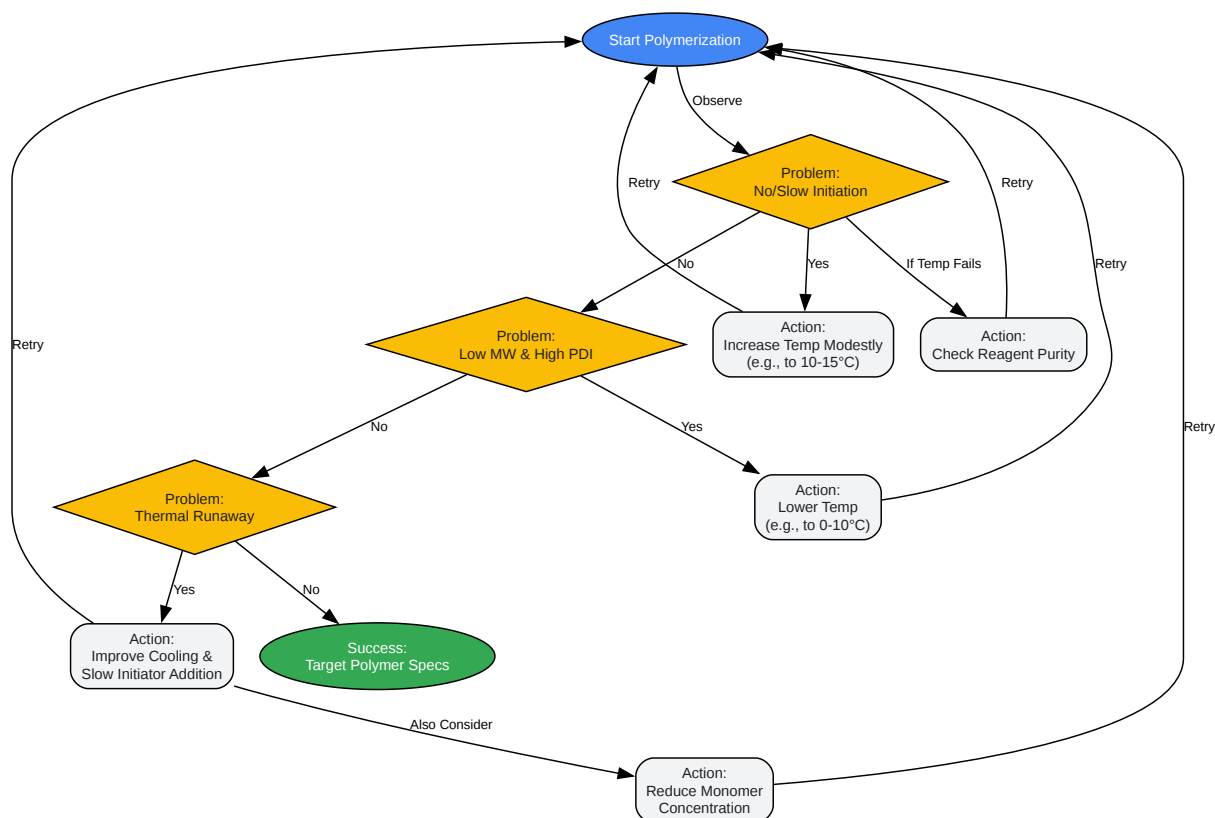 Start Polymerization
Observe
Problem:
No/Slow Initiation
Retry
Retry
No
Yes
If Temp Fails
Retry
Action:
Increase Temp Modestly
(e.g., to 10-15°C)
Action:
Check Reagent Purity
Problem:
Low MW & High PDI
Retry
No
Yes
Retry
Action:
Lower Temp
(e.g., to 0-10°C)
Problem:
Thermal Runaway
Yes
No
Action:
Improve Cooling &
Slow Initiator Addition
Success:
Target Polymer Specs
Also Consider
Action:
Reduce Monomer
Concentration